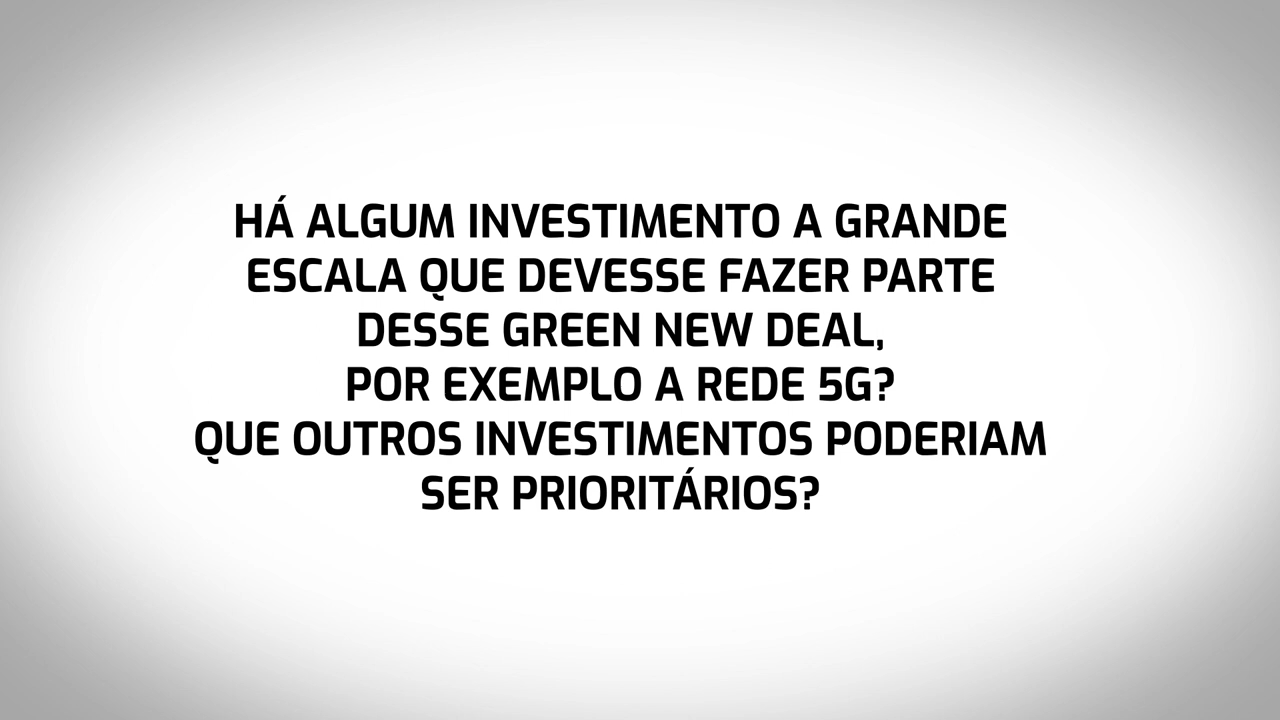 HÁ ALGUM INVESTIMENTO A GRANDE
ESCALA QUE DEVESSE FAZER PARTE
DESSE GREEN NEW DEAL,
POR EXEMPLO A REDE 5G?
QUE OUTROS INVESTIMENTOS PODERIAM
SER PRIORITÁRIOS?